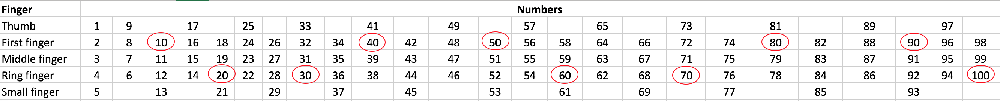 Finger Numbers
Thumb 1 9 17 25 33 41 49 57 65 73 81 89 97
First finger 2 8 10 16 18 24 26 32 34 40 42 48 50 56 58 64 66 72 74 80 82 88 90 96 98
Middle finger 3 7 11 15 19 23 27 31 35 39 43 47 51 55 59 63 67 71 75 79 83 87 91 95 99
Ring finger 4 6 12 14 20 22 28 30 36 38 44 46 52 54 60 62 68 70 76 78 84 86 92 94 100
Small finger 5 13 21 29 37 45 53 61 69 77 85 93